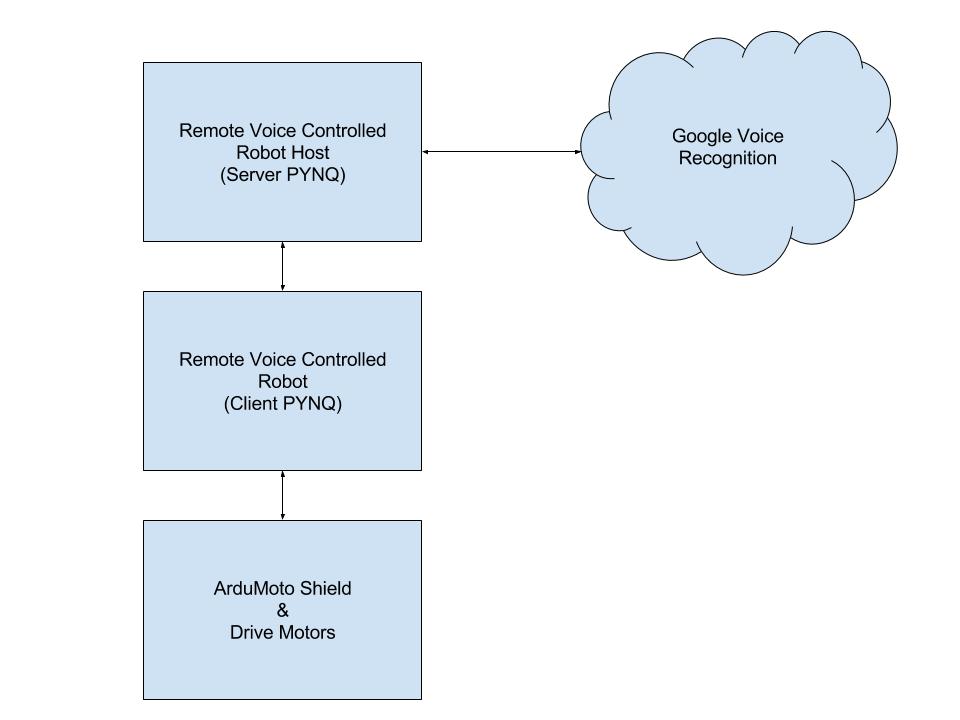 Remote Voice Controlled
Robot Host
(Server PYNQ)
Google Voice
Recognition
Remote Voice Controlled
Robot
(Client PYNQ)
ArduMoto Shield
&
Drive Motors